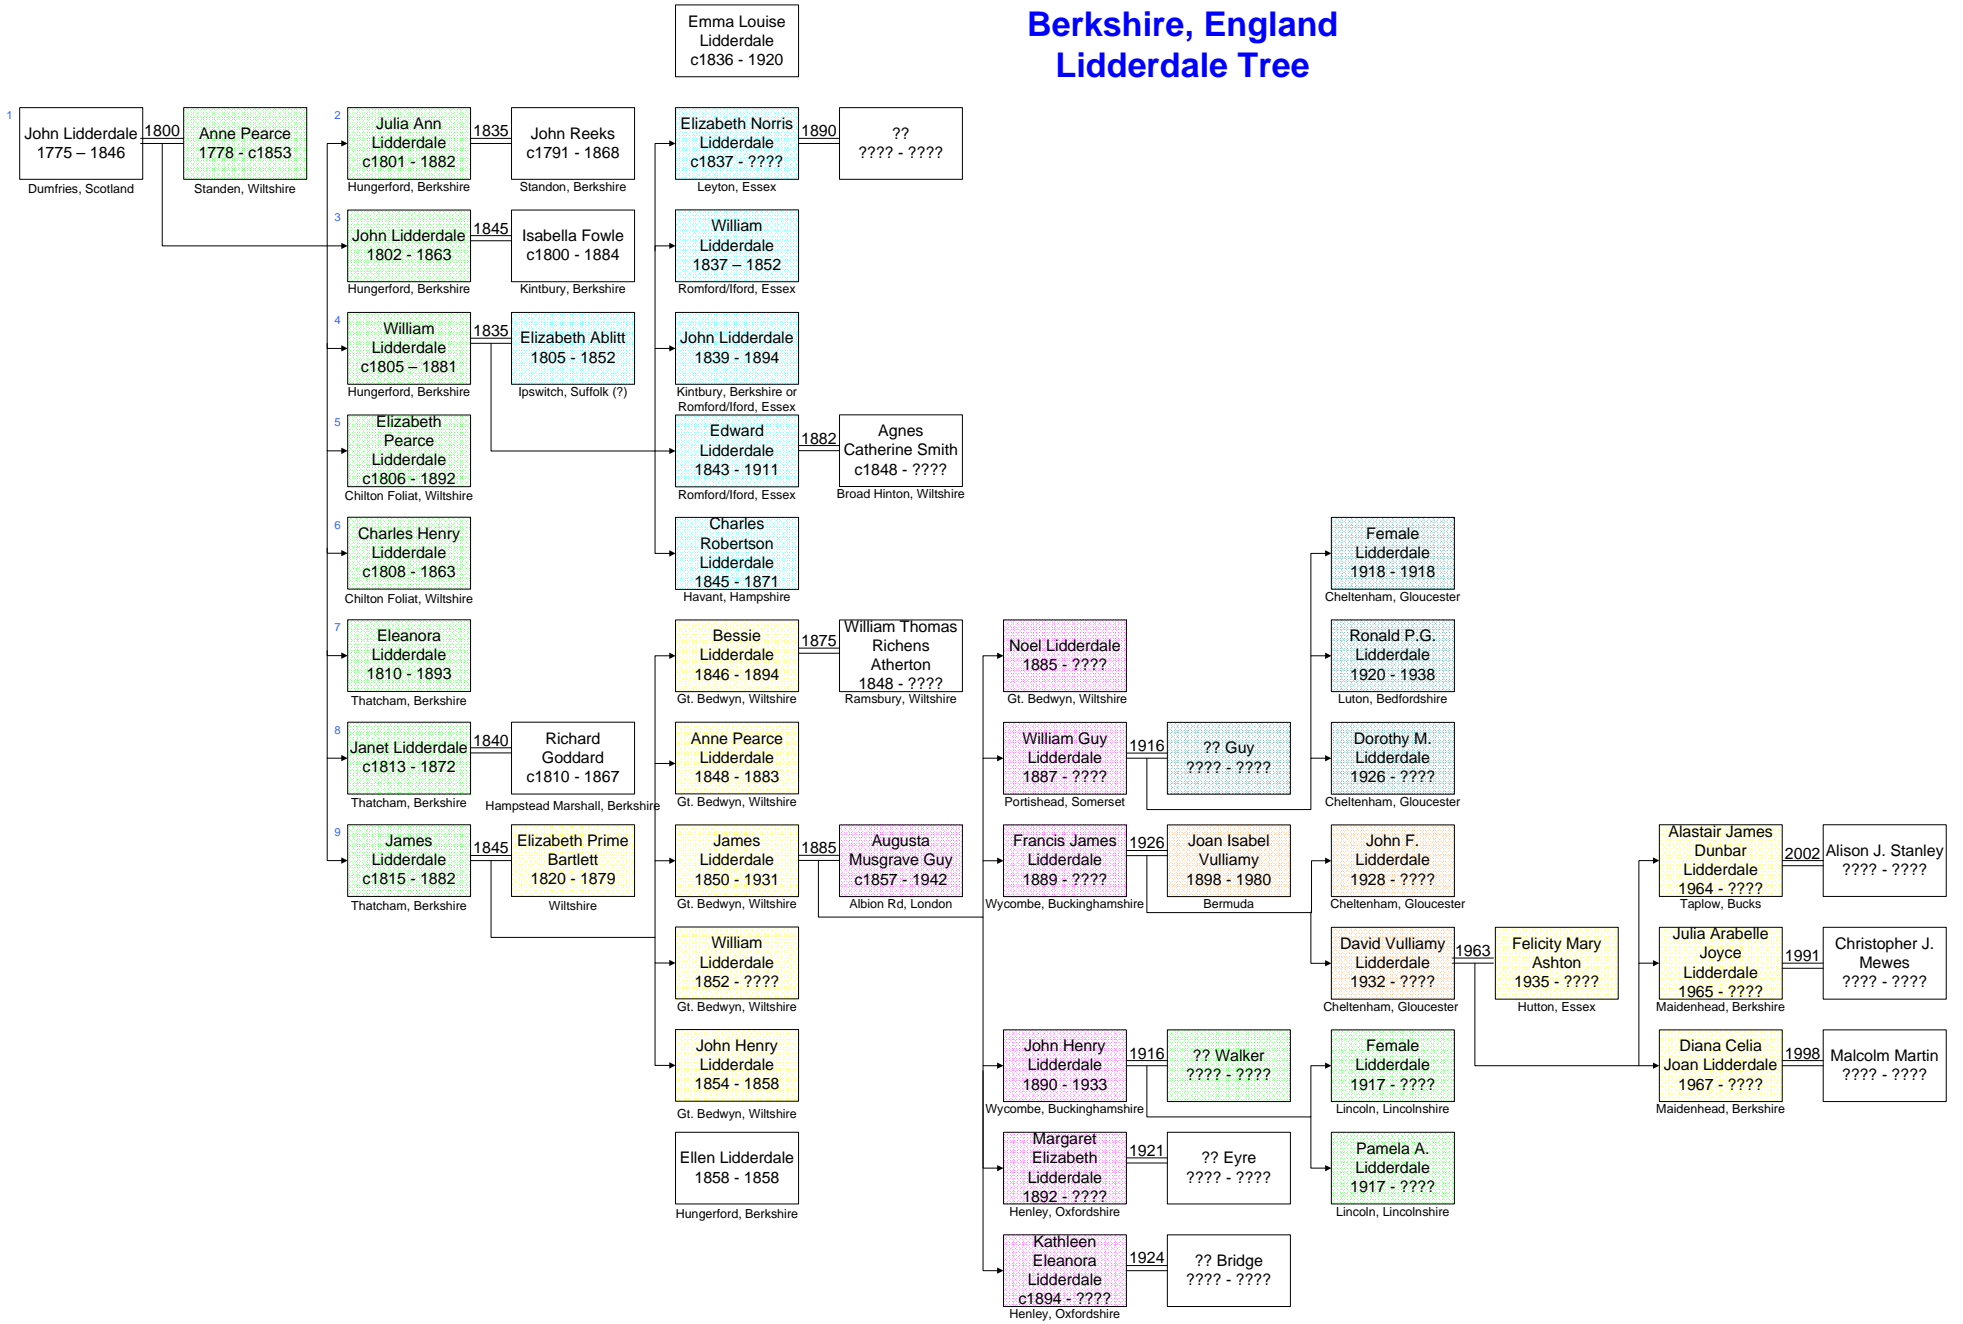 Berkshire, England
Lidderdale Tree
Emma Louise
Lidderdale
c1836 - 1920
1
John Lidderdale
1775 – 1846
Dumfries, Scotland
1800
Anne Pearce
1778 - c1853
Standen, Wiltshire
2
Julia Ann
Lidderdale
c1801 - 1882
Hungerford, Berkshire
1835
John Reeks
c1791 - 1868
Standon, Berkshire
Elizabeth Norris
Lidderdale
c1837 - ????
Leyton, Essex
1890
??
???? - ????
3
John Lidderdale
1802 - 1863
Hungerford, Berkshire
1845
Isabella Fowle
c1800 - 1884
Kintbury, Berkshire
William
Lidderdale
1837 – 1852
Romford/Iford, Essex
4
William
Lidderdale
c1805 – 1881
Hungerford, Berkshire
1835
Elizabeth Ablitt
1805 - 1852
Ipswitch, Suffolk (?)
John Lidderdale
1839 - 1894
Kintbury, Berkshire or
Romford/Iford, Essex
5
Elizabeth
Pearce
Lidderdale
c1806 - 1892
Chilton Foliat, Wiltshire
Edward
Lidderdale
1843 - 1911
Romford/Iford, Essex
1882
Agnes
Catherine Smith
c1848 - ????
Broad Hinton, Wiltshire
6
Charles Henry
Lidderdale
c1808 - 1863
Chilton Foliat, Wiltshire
Charles
Robertson
Lidderdale
1845 - 1871
Havant, Hampshire
Female
Lidderdale
1918 - 1918
Cheltenham, Gloucester
7
Eleanora
Lidderdale
1810 - 1893
Thatcham, Berkshire
Bessie
Lidderdale
1846 - 1894
Gt. Bedwyn, Wiltshire
1875
William Thomas
Richens
Atherton
1848 - ????
Ramsbury, Wiltshire
Noel Lidderdale
1885 - ????
Gt. Bedwyn, Wiltshire
Ronald P.G.
Lidderdale
1920 - 1938
Luton, Bedfordshire
8
Janet Lidderdale
c1813 - 1872
Thatcham, Berkshire
1840
Richard
Goddard
c1810 - 1867
Hampstead Marshall, Berkshire
Anne Pearce
Lidderdale
1848 - 1883
Gt. Bedwyn, Wiltshire
William Guy
Lidderdale
1887 - ????
Portishead, Somerset
1916
?? Guy
???? - ????
Dorothy M.
Lidderdale
1926 - ????
Cheltenham, Gloucester
9
James
Lidderdale
c1815 - 1882
Thatcham, Berkshire
1845
Elizabeth Prime
Bartlett
1820 - 1879
Wiltshire
James
Lidderdale
1850 - 1931
Gt. Bedwyn, Wiltshire
1885
Augusta
Musgrave Guy
c1857 - 1942
Albion Rd, London
Francis James
Lidderdale
1889 - ????
Wycombe, Buckinghamshire
1926
Joan Isabel
Vulliamy
1898 - 1980
Bermuda
John F.
Lidderdale
1928 - ????
Cheltenham, Gloucester
Alastair James
Dunbar
Lidderdale
1964 - ????
Taplow, Bucks
2002
Alison J. Stanley
???? - ????
William
Lidderdale
1852 - ????
Gt. Bedwyn, Wiltshire
David Vulliamy
Lidderdale
1932 - ????
Cheltenham, Gloucester
1963
Felicity Mary
Ashton
1935 - ????
Hutton, Essex
Julia Arabelle
Joyce
Lidderdale
1965 - ????
Maidenhead, Berkshire
1991
Christopher J.
Mewes
???? - ????
John Henry
Lidderdale
1854 - 1858
Gt. Bedwyn, Wiltshire
John Henry
Lidderdale
1890 - 1933
Wycombe, Buckinghamshire
1916
?? Walker
???? - ????
Female
Lidderdale
1917 - ????
Lincoln, Lincolnshire
Diana Celia
Joan Lidderdale
1967 - ????
Maidenhead, Berkshire
1998
Malcolm Martin
???? - ????
Ellen Lidderdale
1858 - 1858
Hungerford, Berkshire
Margaret
Elizabeth
Lidderdale
1892 - ????
Henley, Oxfordshire
1921
?? Eyre
???? - ????
Pamela A.
Lidderdale
1917 - ????
Lincoln, Lincolnshire
Kathleen
Eleanora
Lidderdale
c1894 - ????
Henley, Oxfordshire
1924
?? Bridge
???? - ????